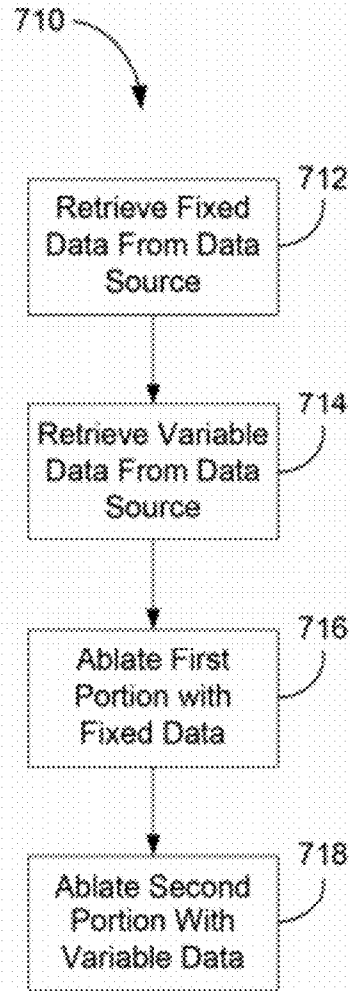 710
712
Retrieve Fixed
Data From Data
Source
714
Retrieve Variable
Data From Data
Source
716
Ablate First
Portion with
Fixed Data
718
Ablate Second
Portion With
Variable Data